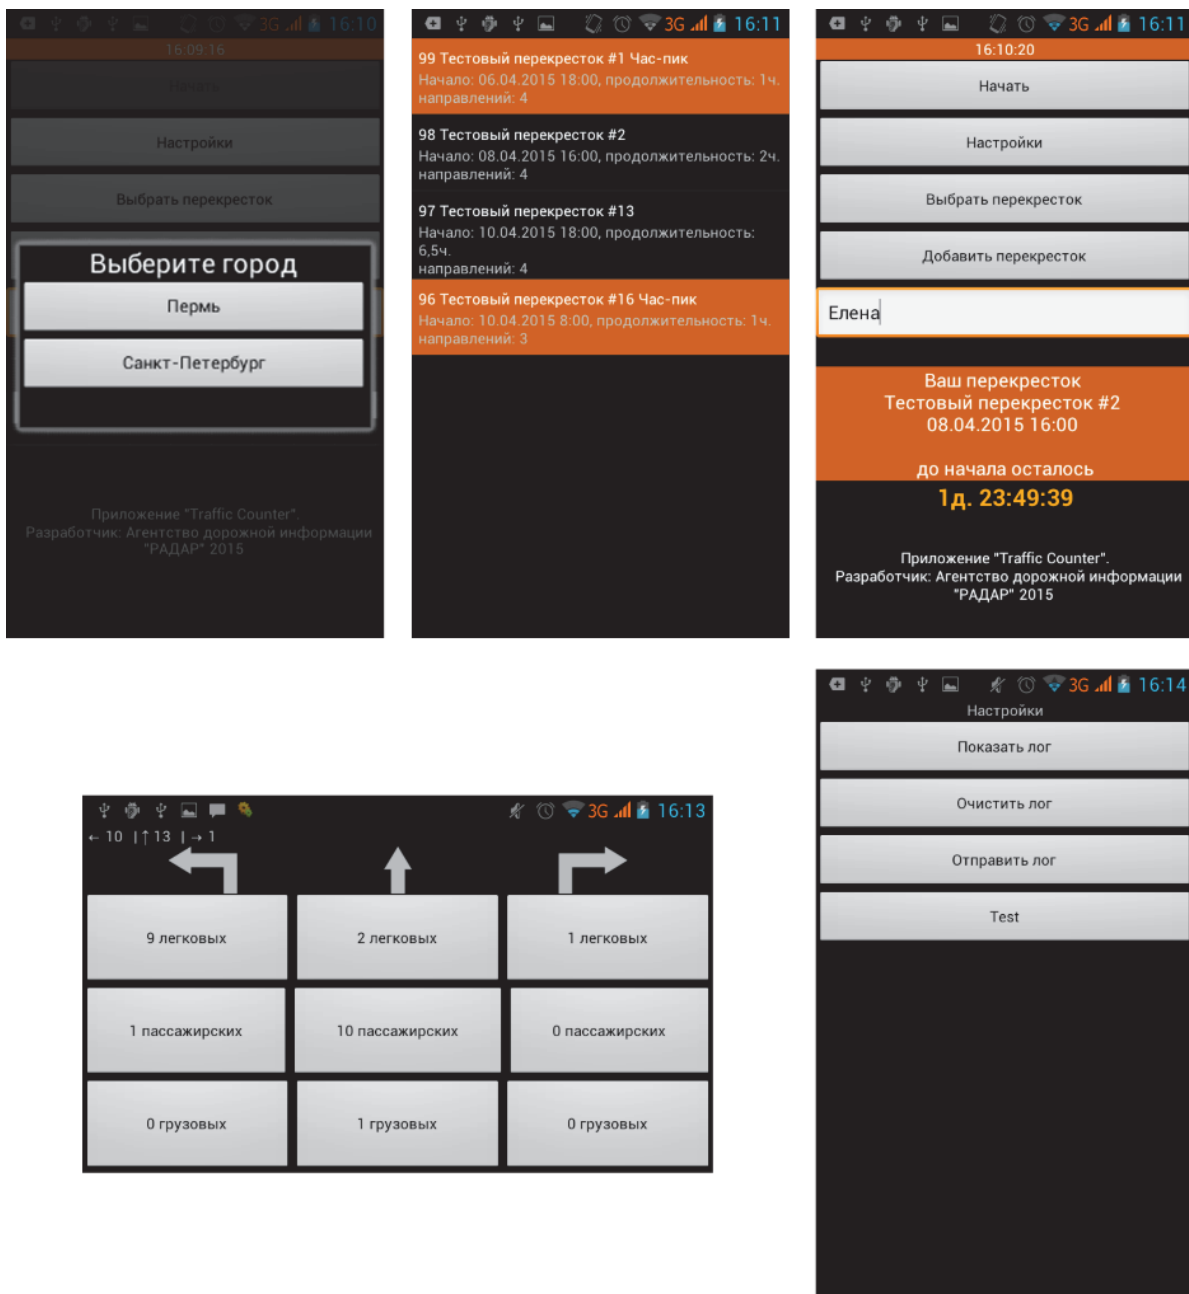 3G 16:10
16:09:16
Начать
Настройки
Выбрать перекресток
Выберите город
Пермь
Санкт-Петербург
Приложение "Traffic Counter".
Разработчик: Агентство дорожной информации
"РАДАР" 2015
3G 16:11
99 Тестовый перекресток #1 Час-пик
Начало: 06.04.2015 18:00, продолжительность: 1ч.
направлений: 4
98 Тестовый перекресток #2
Начало: 08.04.2015 16:00, продолжительность: 2ч.
направлений: 4
97 Тестовый перекресток #13
Начало: 10.04.2015 18:00, продолжительность:
6,5ч.
направлений: 4
96 Тестовый перекресток #16 Час-пик
Начало: 10.04.2015 8:00, продолжительность: 1ч.
направлений: 3
3G 16:11
16:10:20
Начать
Настройки
Выбрать перекресток
Добавить перекресток
Елена
Ваш перекресток
Тестовый перекресток #2
08.04.2015 16:00
до начала осталось
1д. 23:49:39
Приложение "Traffic Counter".
Разработчик: Агентство дорожной информации
"РАДАР" 2015
3G 16:13
← 10 |↑ 13 | → 1
9 легковых 2 легковых 1 легковых
1 пассажирских 10 пассажирских 0 пассажирских
0 грузовых 1 грузовых 0 грузовых
3G 16:14
Настройки
Показать лог
Очистить лог
Отправить лог
Test